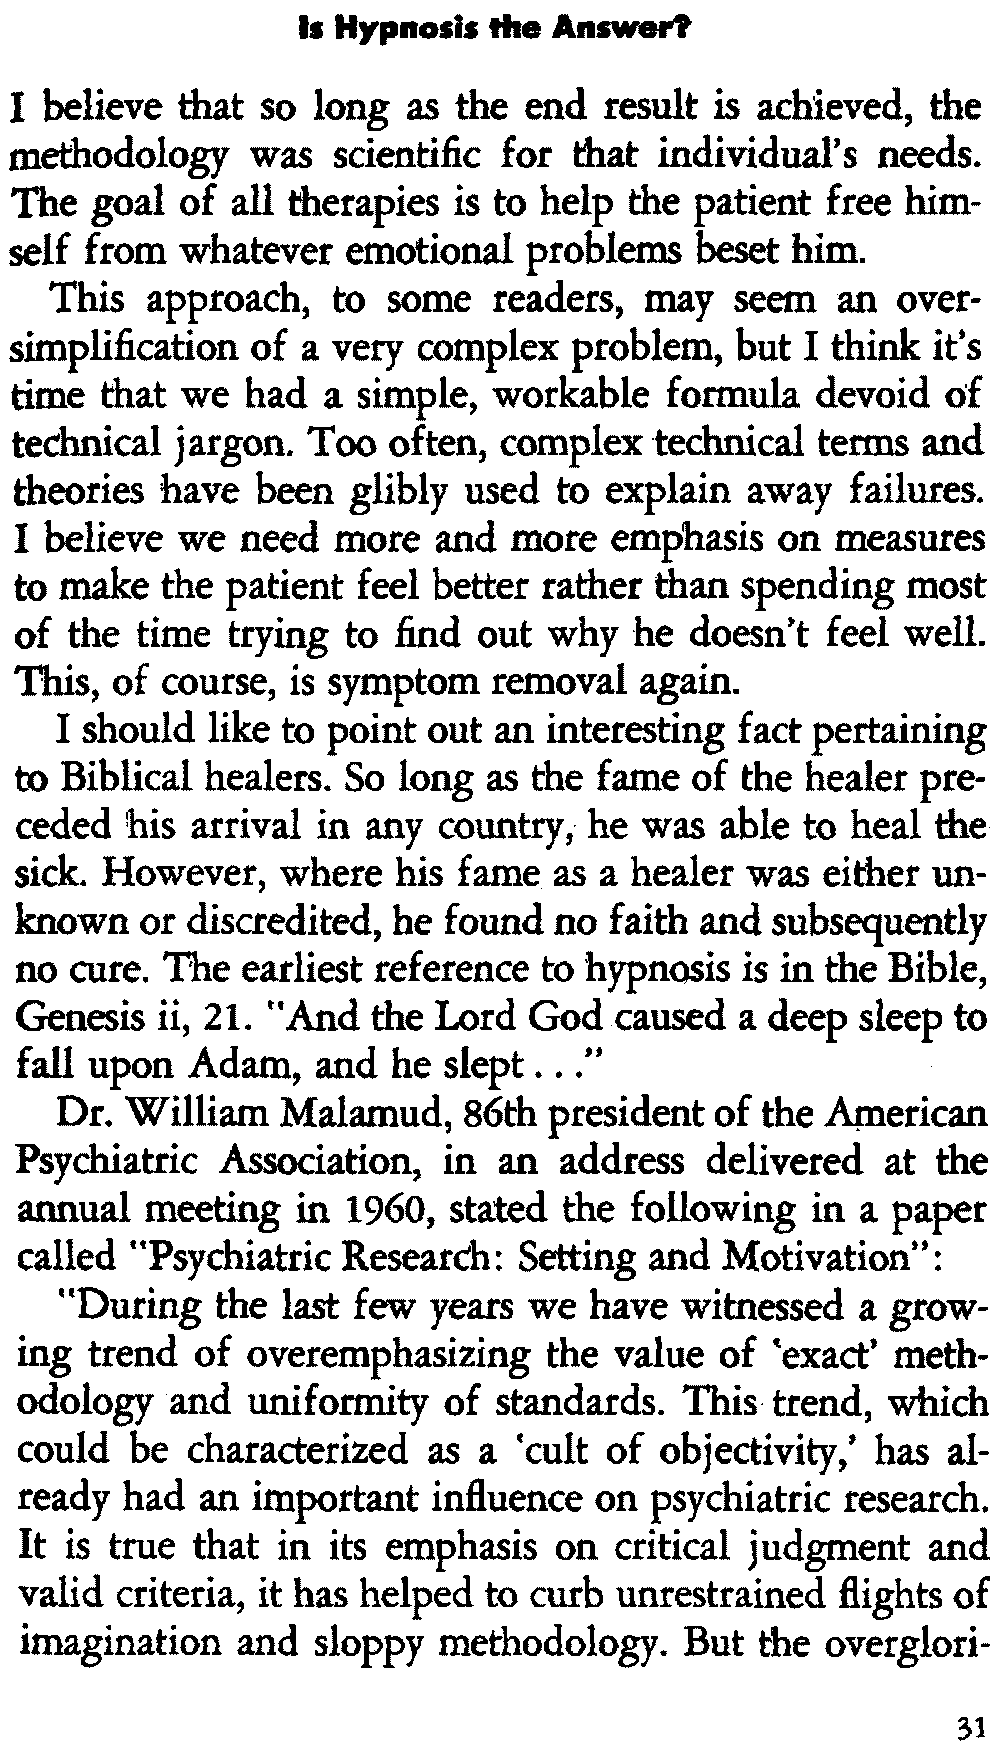 Is Hypnosis the Answer?
I believe that so long as the end result is achieved, the
methodology was scientific for that individual's needs.
The goal of all therapies is to help the patient free him-
self from whatever emotional problems beset him.
This approach, to some readers, may seem an over-
simplification of a very complex problem, but I think it's
time that we had a simple, workable formula devoid of
technical jargon. Too often, complex technical terms and
theories have been glibly used to explain away failures.
I believe we need more and more emphasis on measures
to make the patient feel better rather than spending most
of the time trying to find out why he doesn't feel well.
This, of course, is symptom removal again.
I should like to point out an interesting fact pertaining
to Biblical healers. So long as the fame of the healer pre-
ceded his arrival in any country, he was able to heal the
sick. However, where his fame as a healer was either un-
known or discredited, he found no faith and subsequently
no cure. The earliest reference to hypnosis is in the Bible,
Genesis ii, 21. "And the Lord God caused a deep sleep to
fall upon Adam, and he slept . . ."
Dr. William Malamud, 86th president of the American
Psychiatric Association, in an address delivered at the
annual meeting in 1960, stated the following in a paper
called "Psychiatric Research: Setting and Motivation":
"During the last few years we have witnessed a grow-
ing trend of overemphasizing the value of 'exact' meth-
odology and uniformity of standards. This trend, which
could be characterized as a 'cult of objectivity,' has al-
ready had an important influence on psychiatric research.
It is true that in its emphasis on critical judgment and
valid criteria, it has helped to curb unrestrained flights of
imagination and sloppy methodology. But the overglori-
31